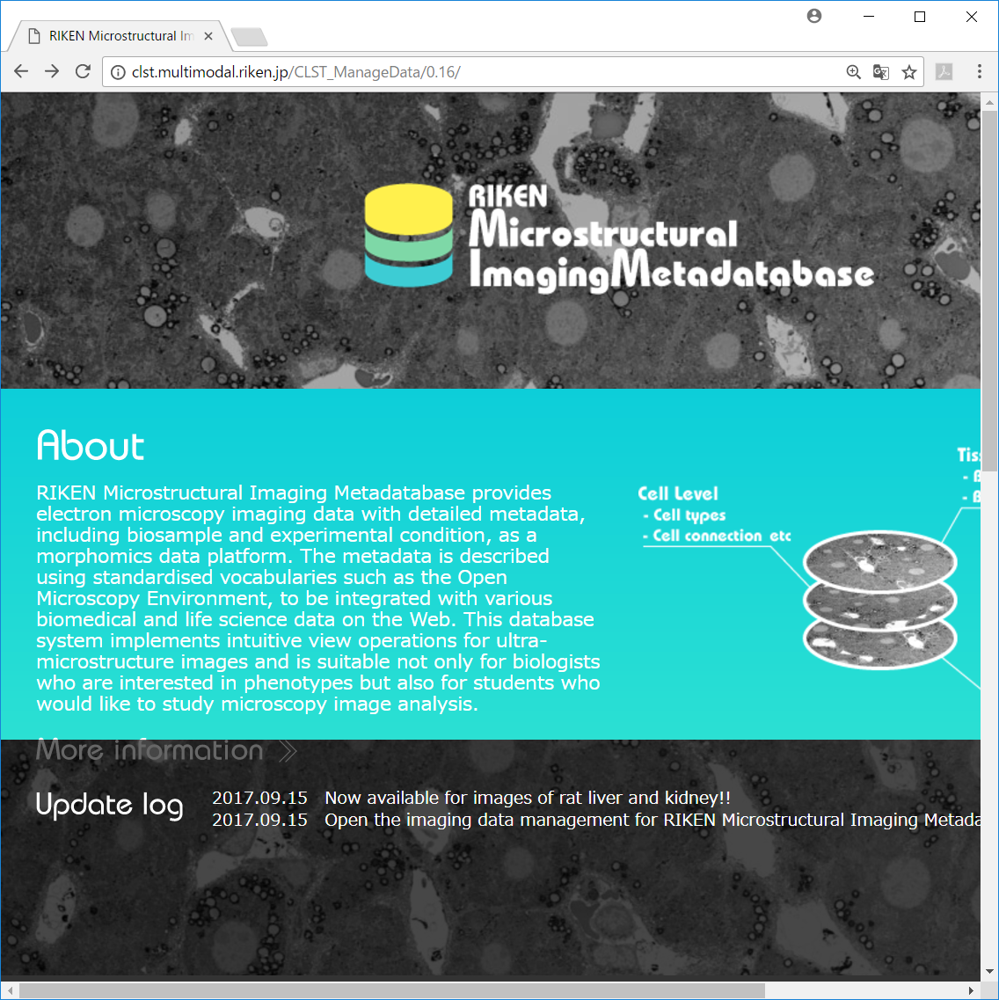 RIKEN Microstructural Im
clst.multimodal.riken.jp/CLST_ManageData/0.16/
RIKEN
Microstructural
ImagingMetadatabase
About
RIKEN Microstructural Imaging Metadatabase provides
electron microscopy imaging data with detailed metadata,
including biosample and experimental condition, as a
morphomics data platform. The metadata is described
using standardised vocabularies such as the Open
Microscopy Environment, to be integrated with various
biomedical and life science data on the Web. This database
system implements intuitive view operations for ultra-
microstructure images and is suitable not only for biologists
who are interested in phenotypes but also for students who
would like to study microscopy image analysis.
Tiss
- B
- B
Cell Level
- Cell types
- Cell connection etc
More information
Update log
2017.09.15 Now available for images of rat liver and kidney!!
2017.09.15 Open the imaging data management for RIKEN Microstructural Imaging Metada